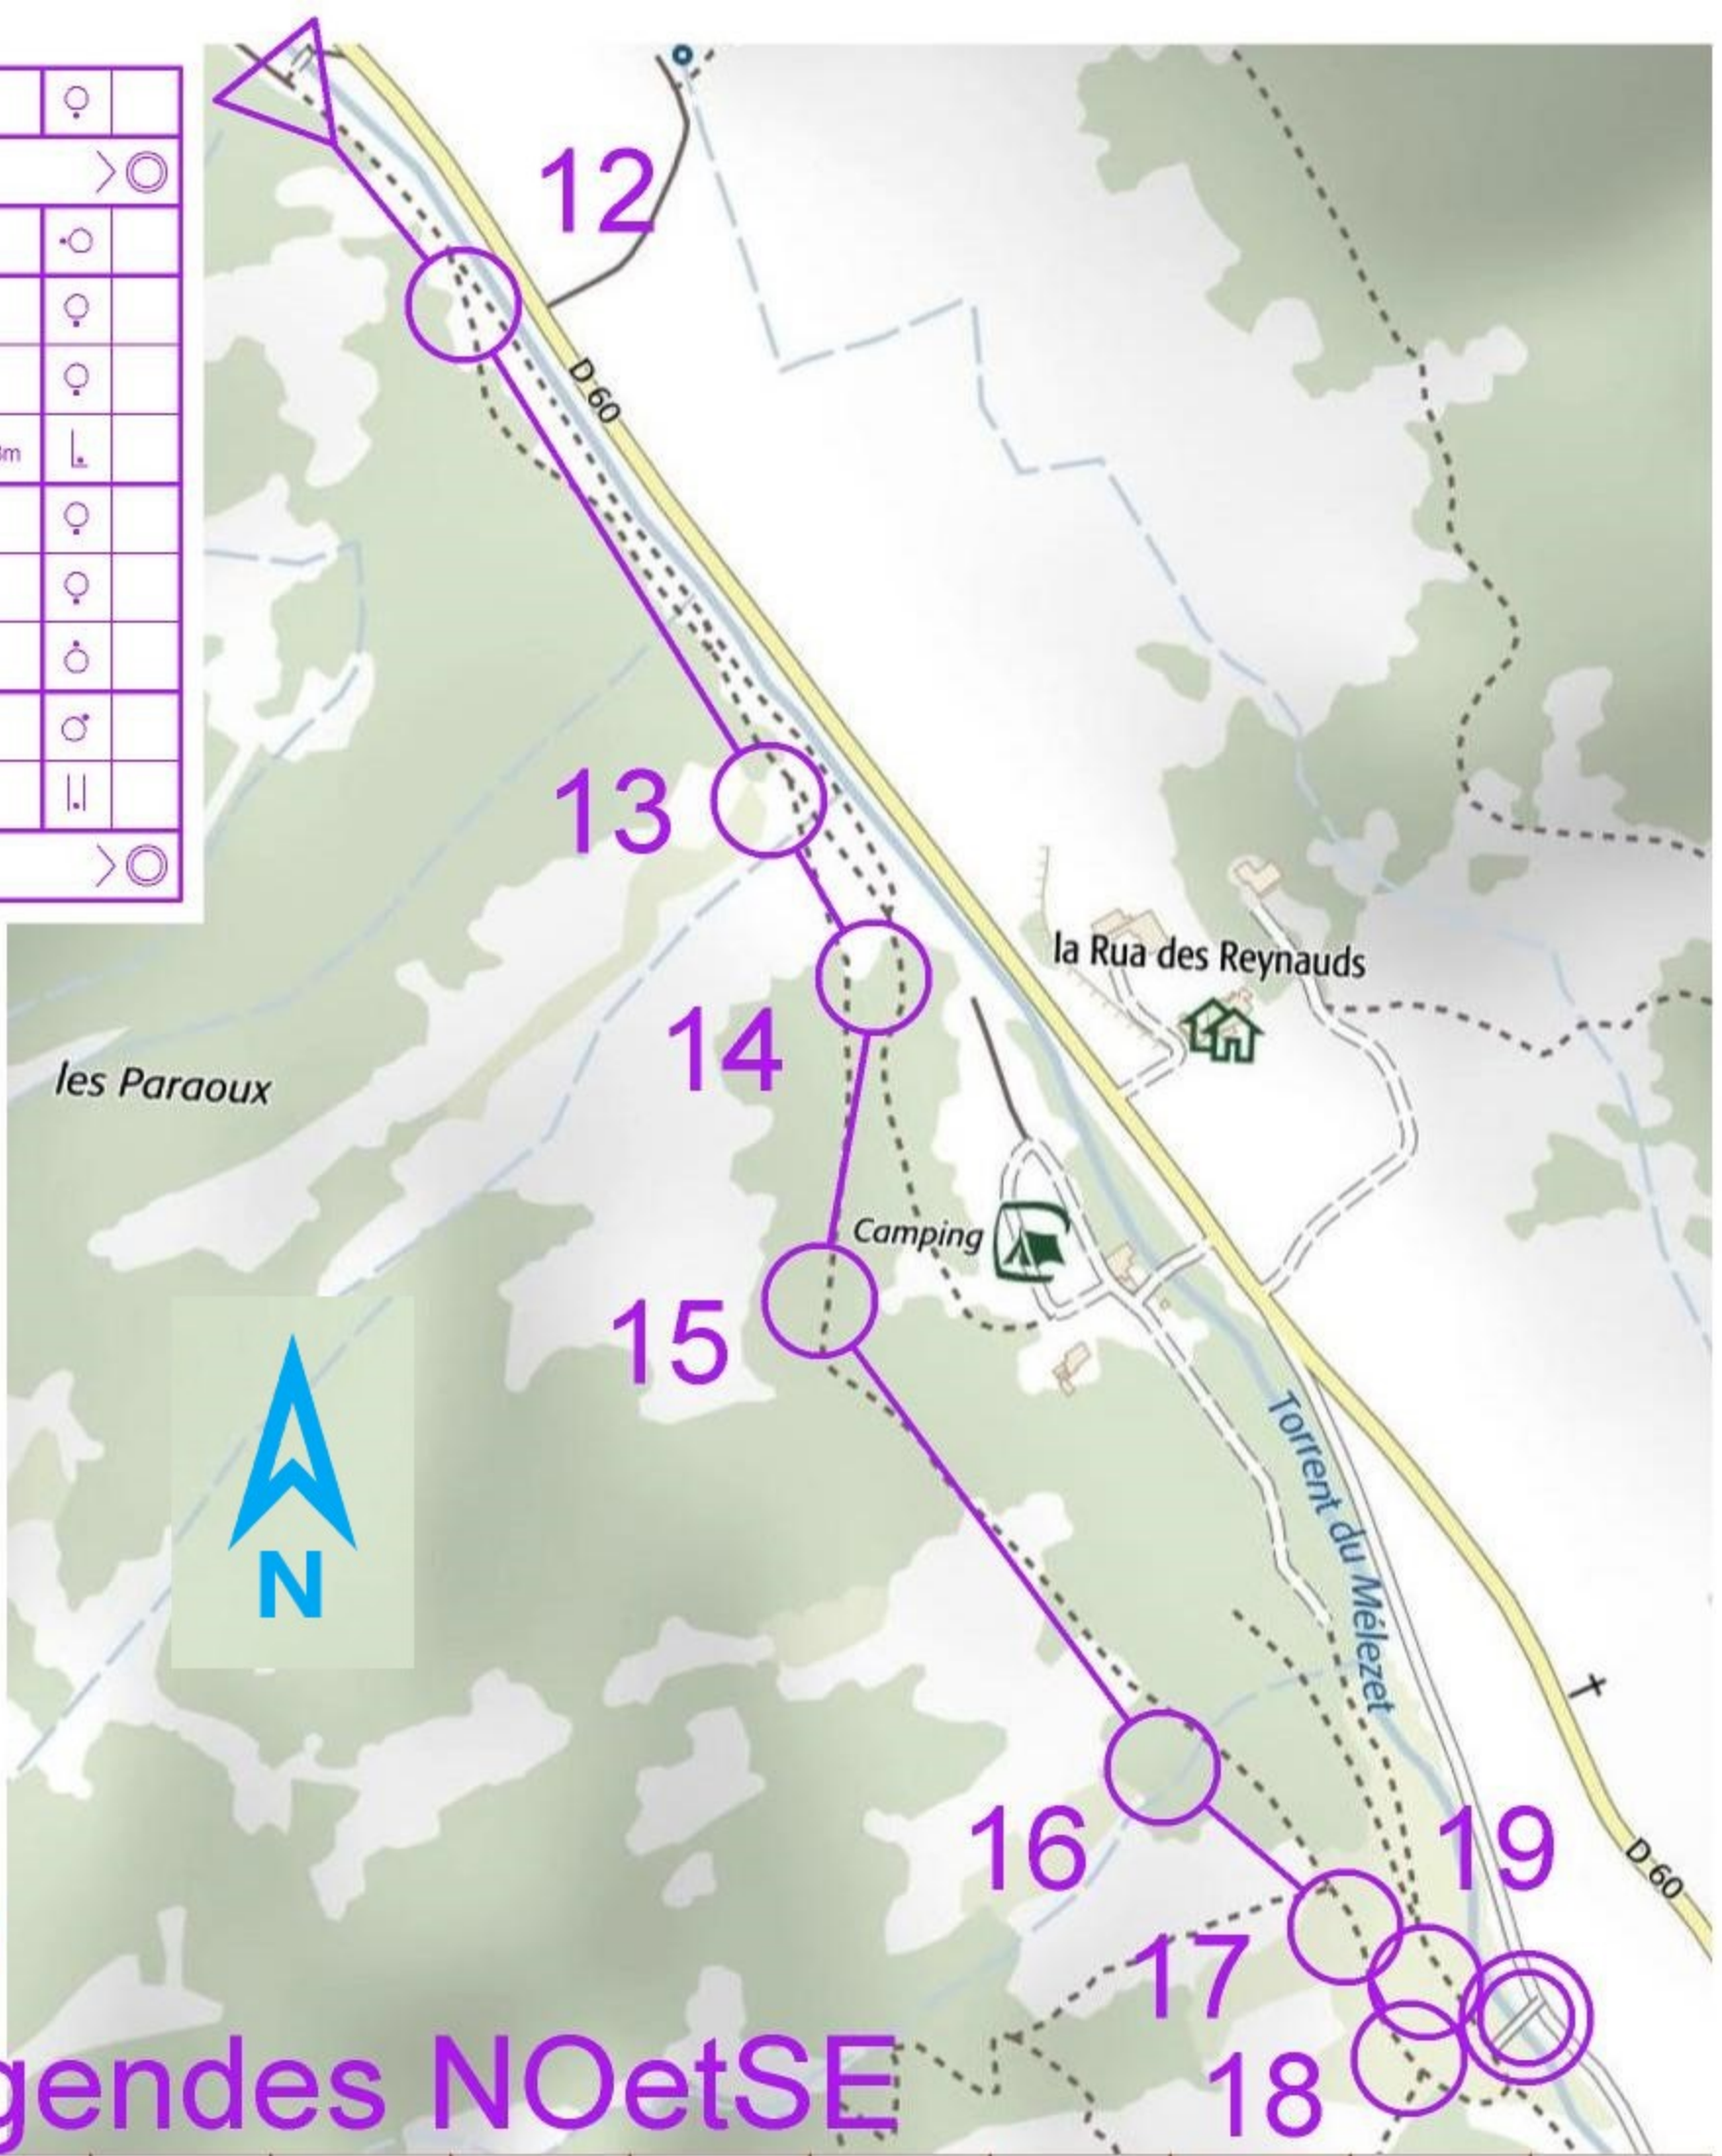 12
D 60
3m
13
la Rua des Reynauds
14
les Paraoux
Camping
15
Torrent du Mélezet
N
16
19
D 60
17
18
gendes NOetSE